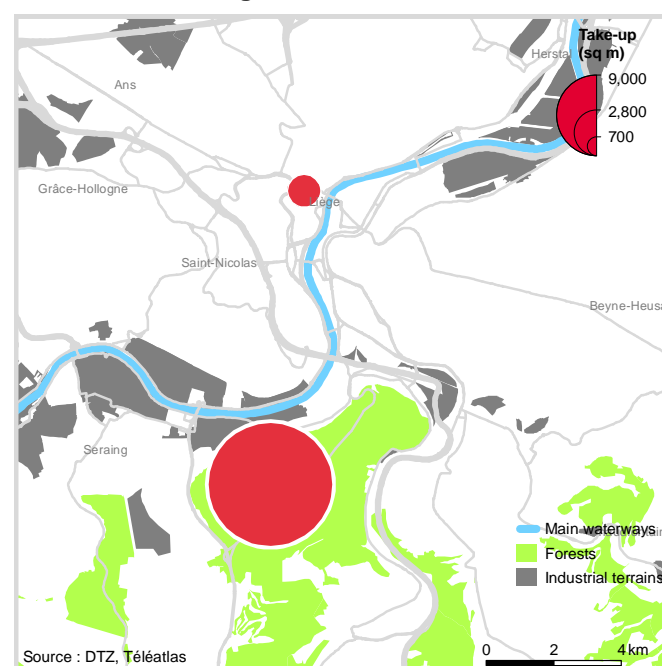 Take-up
(sq m)
Herstal
9,000
Ans
2,800
700
Grâce-Hollogne
Liège
Saint-Nicolas
Beyne-Heusa
Seraing
Main waterways
Forests
Industrial terrains
Source : DTZ, Téléatlas
0 2 4 km